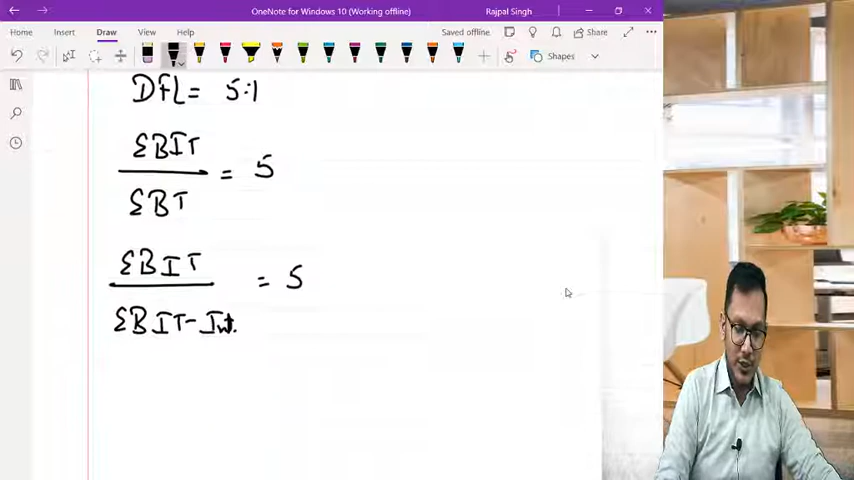 OneNote for Windows 10 (Working offline)
Rajpal Singh
Home Insert Draw View Help Saved offline Share
Shapes
DFL = 5:1
EBIT
EBT
= 5
EBIT
EBIT - Int.
= 5